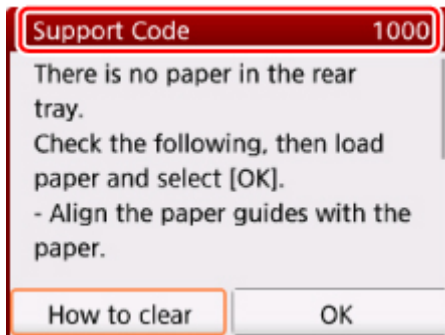 Support Code 1000
There is no paper in the rear
tray.
Check the following, then load
paper and select [OK].
- Align the paper guides with the
paper.
How to clear OK